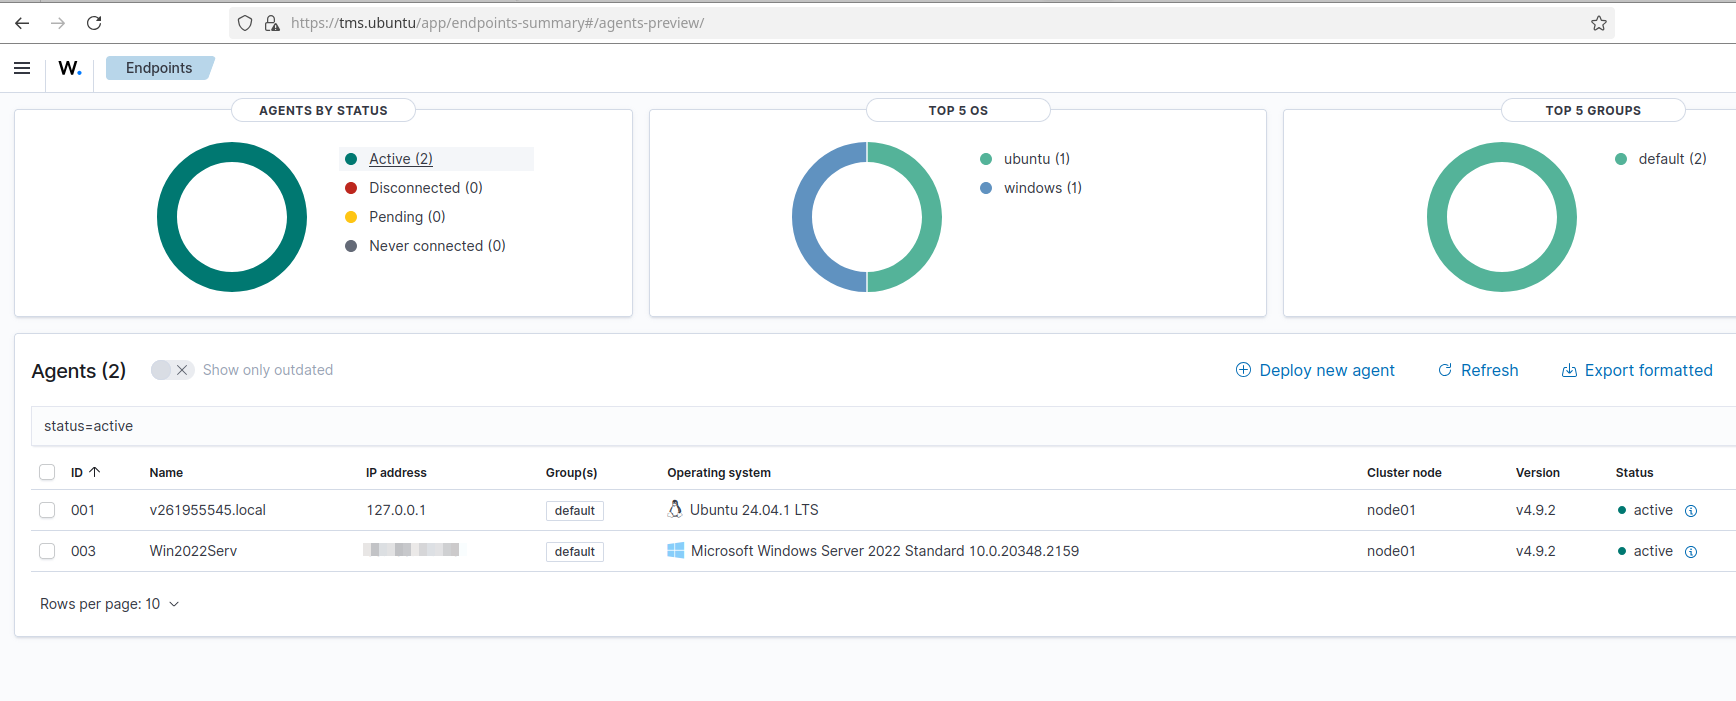 https://tms.ubuntu/app/endpoints-summary#/agents-preview/
W. Endpoints
AGENTS BY STATUS
Active (2)
Disconnected (0)
Pending (0)
Never connected (0)
TOP 5 OS
ubuntu (1)
windows (1)
TOP 5 GROUPS
default (2)
Agents (2) Show only outdated Deploy new agent Refresh Export formatted
status=active
ID Name IP address Group(s) Operating system Cluster node Version Status
001 v261955545.local 127.0.0.1 default Ubuntu 24.04.1 LTS node01 v4.9.2 active
003 Win2022Serv default Microsoft Windows Server 2022 Standard 10.0.20348.2159 node01 v4.9.2 active
Rows per page: 10